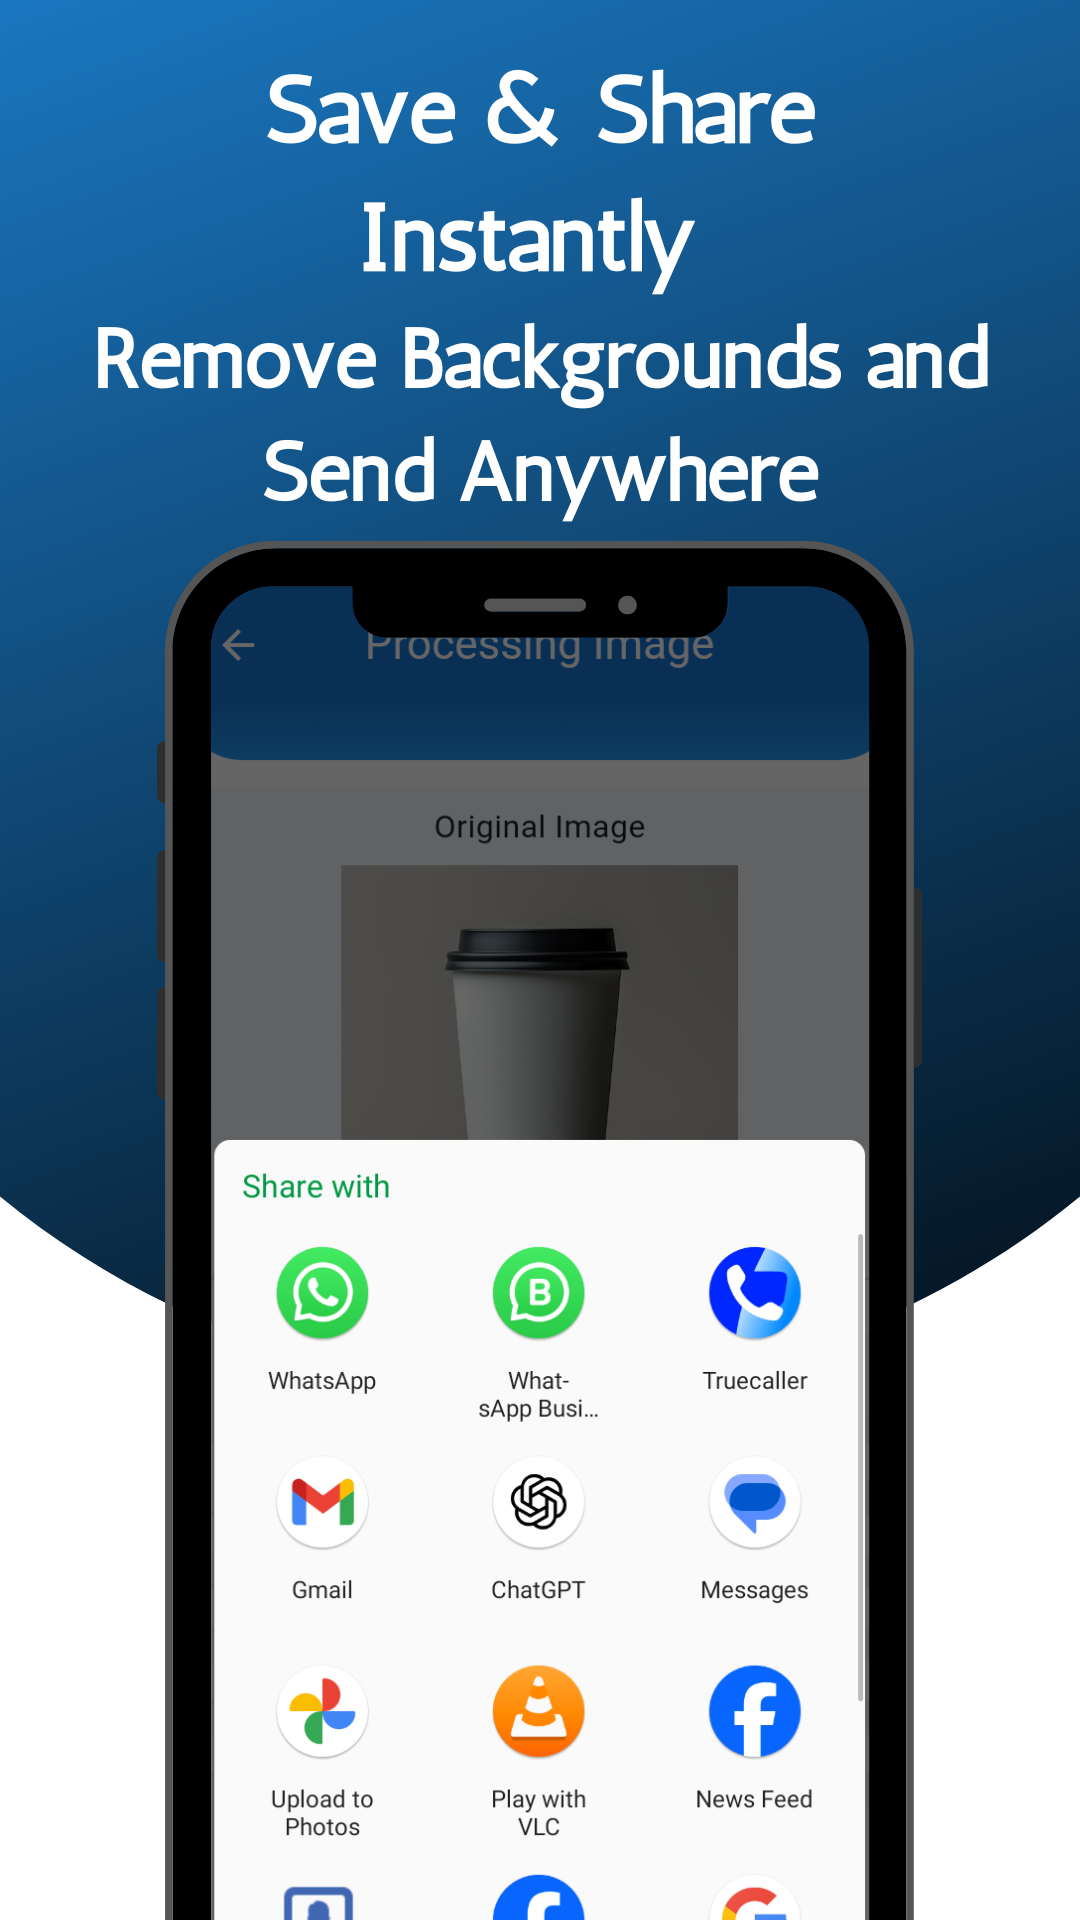 Save & Share
Instantly
Remove Backgrounds and
Send Anywhere
Processing Image
Original Image
Share with
WhatsApp
What-
sApp Busi...
Truecaller
Gmail
ChatGPT
Messages
Upload to
Photos
Play with
VLC
News Feed